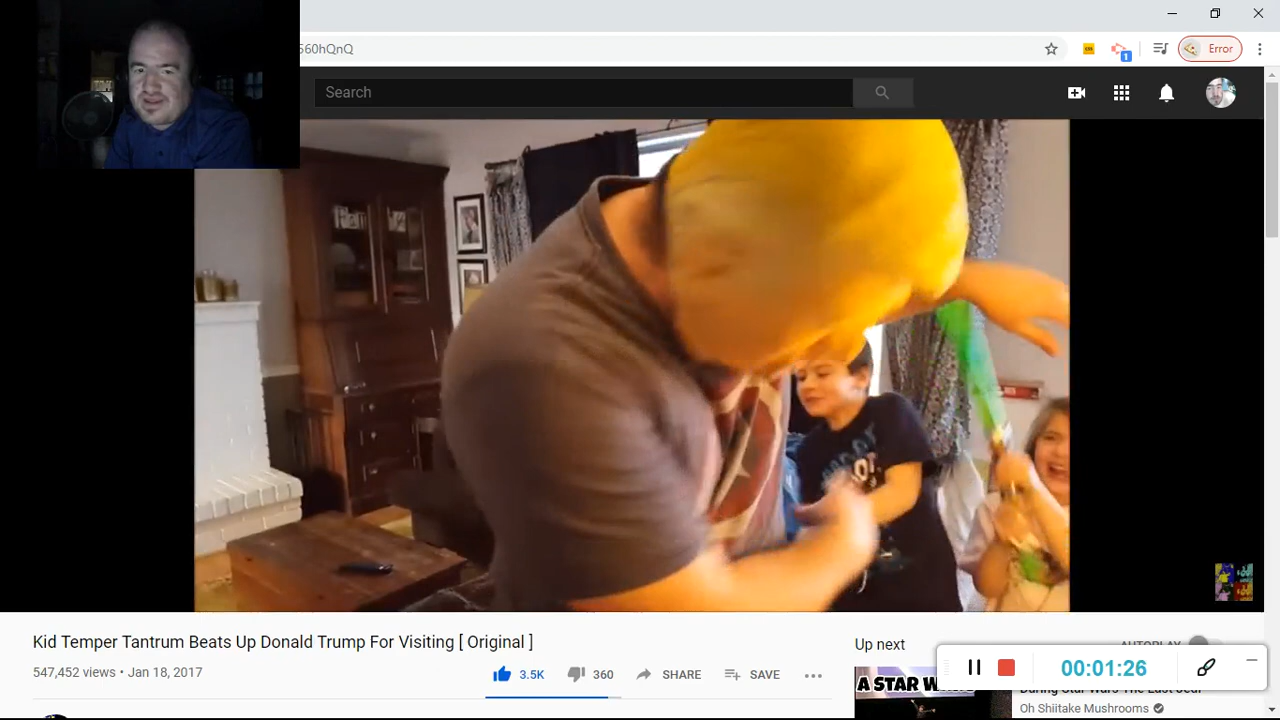 560hQnQ
Error
1
Search
Kid Temper Tantrum Beats Up Donald Trump For Visiting [ Original ]
547,452 views • Jan 18, 2017
3.5K
360
SHARE
SAVE
Up next
A STAR
00:01:26
Oh Shiitake Mushrooms